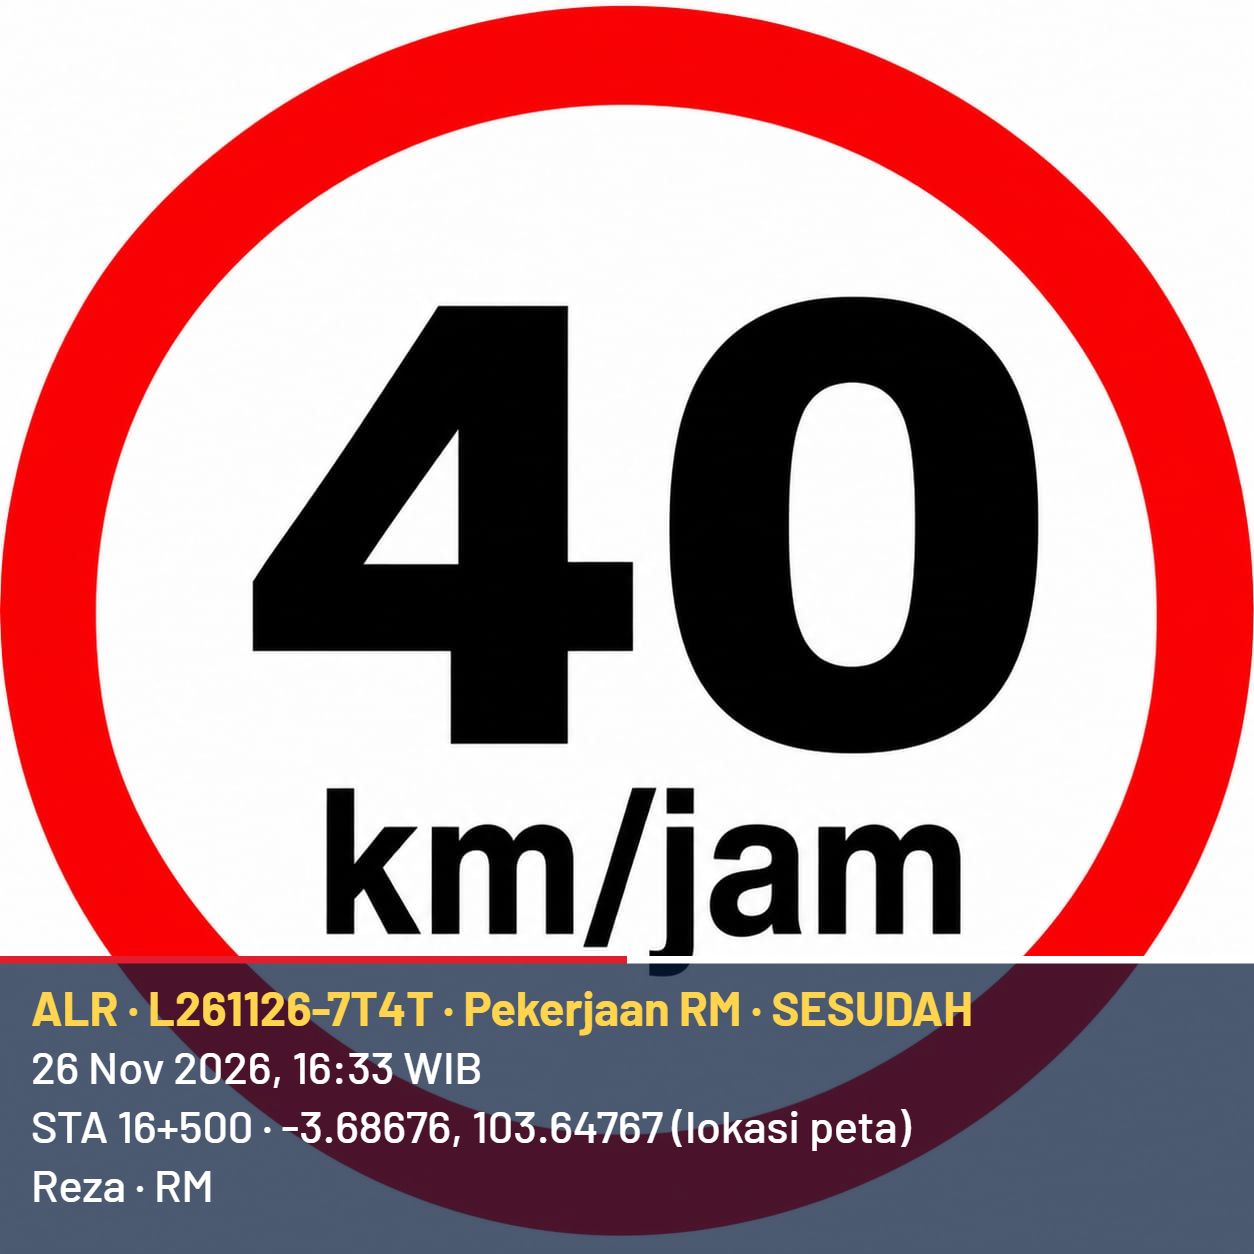 40
km/jam
ALR · L261126-7T4T · Pekerjaan RM · SESUDAH
26 Nov 2026, 16:33 WIB
STA 16+500 · -3.68676, 103.64767 (lokasi peta)
Reza · RM